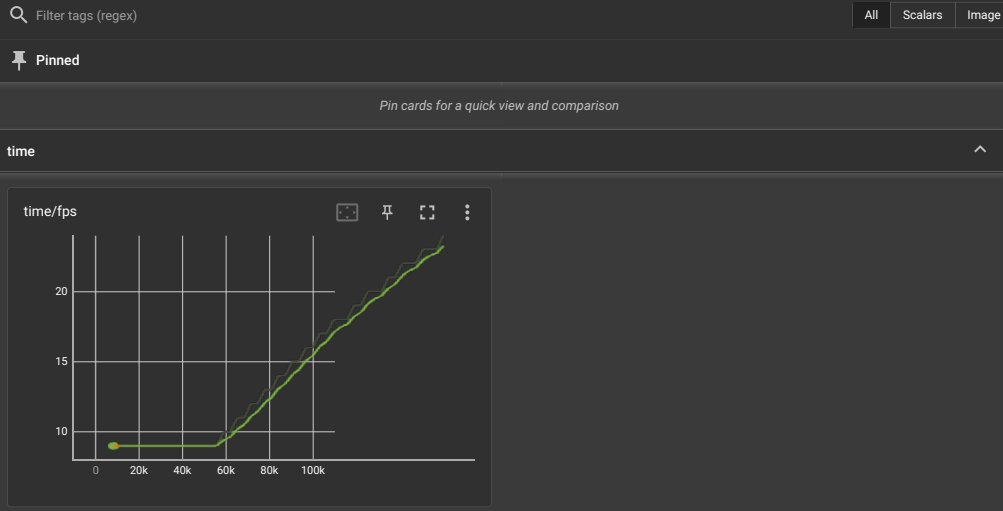 Filter tags (regex)
All
Scalars
Image
Pinned
Pin cards for a quick view and comparison
time
time/fps
20
15
10
0
20k
40k
60k
80k
100k